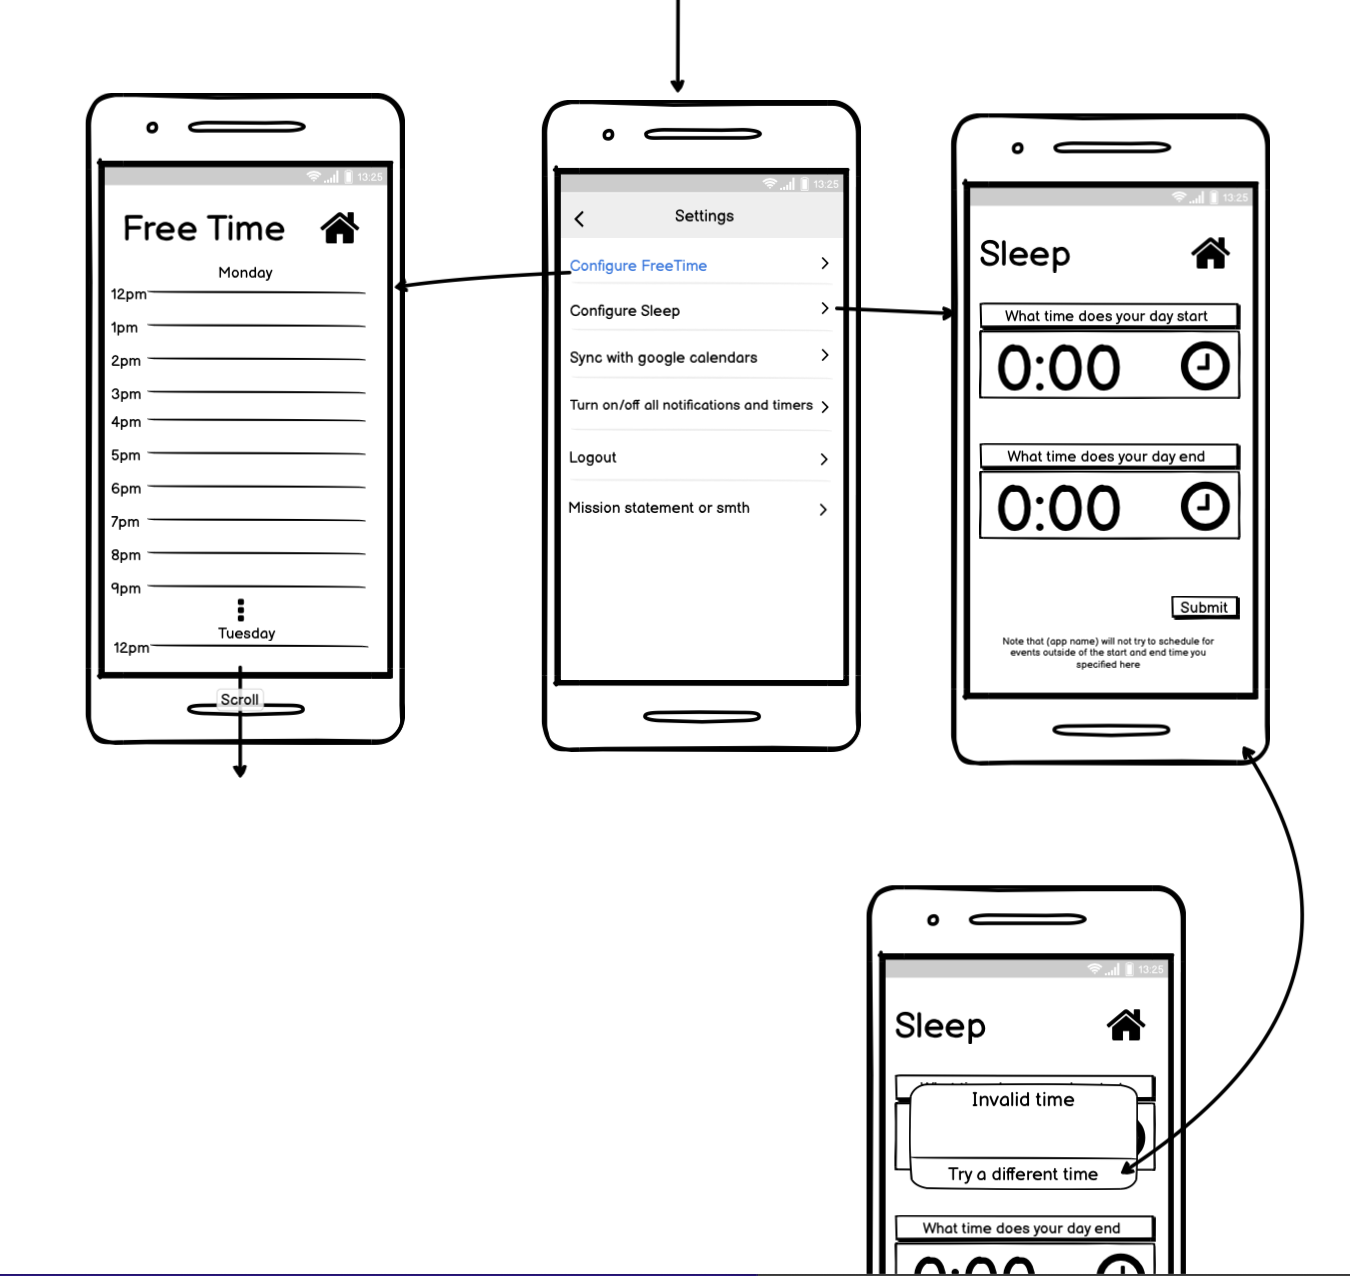 13:25
Free Time
Monday
12pm
1pm
2pm
3pm
4pm
5pm
6pm
7pm
8pm
9pm
Tuesday
12pm
Scroll
13:25
Settings
Configure FreeTime
Configure Sleep
Sync with google calendars
Turn on/off all notifications and timers
Logout
Mission statement or smth
13:25
Sleep
What time does your day start
0:00
What time does your day end
0:00
Submit
Note that (app name) will not try to schedule for
events outside of the start and end time you
specified here
13:25
Sleep
Invalid time
Try a different time
What time does your day end
0:00